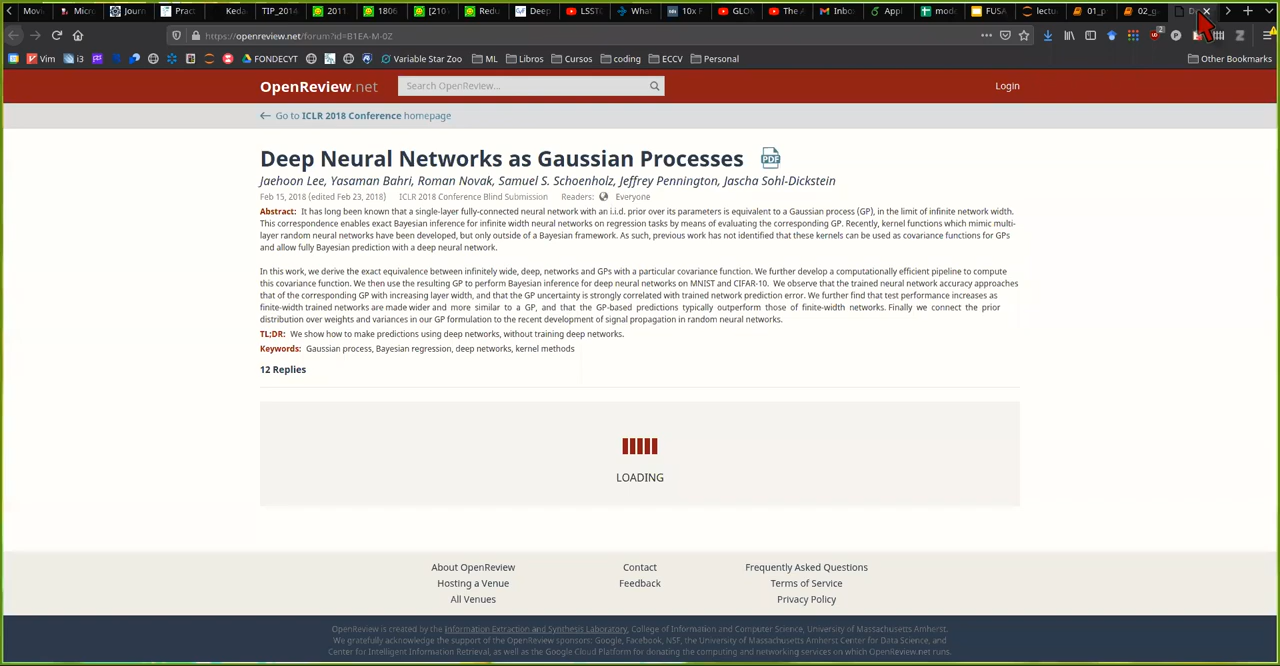 Movi Micro Journ Pract Keda TIP_2014 2011 1806 [210 Redu Deep LSSTC What 10x F GLON The A Inbo Appl mode FUSA lectu 01_p 02_g
https://openreview.net/forum?id=B1EA-M-0Z
Vim i3 FONDECYT Variable Star Zoo ML Libros Cursos coding ECCV Personal Other Bookmarks
OpenReview.net Search OpenReview... Login
← Go to ICLR 2018 Conference homepage
Deep Neural Networks as Gaussian Processes PDF
Jaehoon Lee, Yasaman Bahri, Roman Novak, Samuel S. Schoenholz, Jeffrey Pennington, Jascha Sohl-Dickstein
Feb 15, 2018 (edited Feb 23, 2018) ICLR 2018 Conference Blind Submission Readers: Everyone
Abstract: It has long been known that a single-layer fully-connected neural network with an i.i.d. prior over its parameters is equivalent to a Gaussian process (GP), in the limit of infinite network width.
This correspondence enables exact Bayesian inference for infinite width neural networks on regression tasks by means of evaluating the corresponding GP. Recently, kernel functions which mimic multi-
layer random neural networks have been developed, but only outside of a Bayesian framework. As such, previous work has not identified that these kernels can be used as covariance functions for GPs
and allow fully Bayesian prediction with a deep neural network.
In this work, we derive the exact equivalence between infinitely wide, deep, networks and GPs with a particular covariance function. We further develop a computationally efficient pipeline to compute
this covariance function. We then use the resulting GP to perform Bayesian inference for deep neural networks on MNIST and CIFAR-10. We observe that the trained neural network accuracy approaches
that of the corresponding GP with increasing layer width, and that the GP uncertainty is strongly correlated with trained network prediction error. We further find that test performance increases as
finite-width trained networks are made wider and more similar to a GP, and that the GP-based predictions typically outperform those of finite-width networks. Finally we connect the prior
distribution over weights and variances in our GP formulation to the recent development of signal propagation in random neural networks.
TL;DR: We show how to make predictions using deep networks, without training deep networks.
Keywords: Gaussian process, Bayesian regression, deep networks, kernel methods
12 Replies
LOADING
About OpenReview Contact Frequently Asked Questions
Hosting a Venue Feedback Terms of Service
All Venues Privacy Policy
OpenReview is created by the Information Extraction and Synthesis Laboratory, College of Information and Computer Science, University of Massachusetts Amherst.
We gratefully acknowledge the support of the OpenReview sponsors: Google, Facebook, NSF, the University of Massachusetts Amherst Center for Data Science, and
Center for Intelligent Information Retrieval, as well as the Google Cloud Platform for donating the computing and networking services on which OpenReview.net runs.